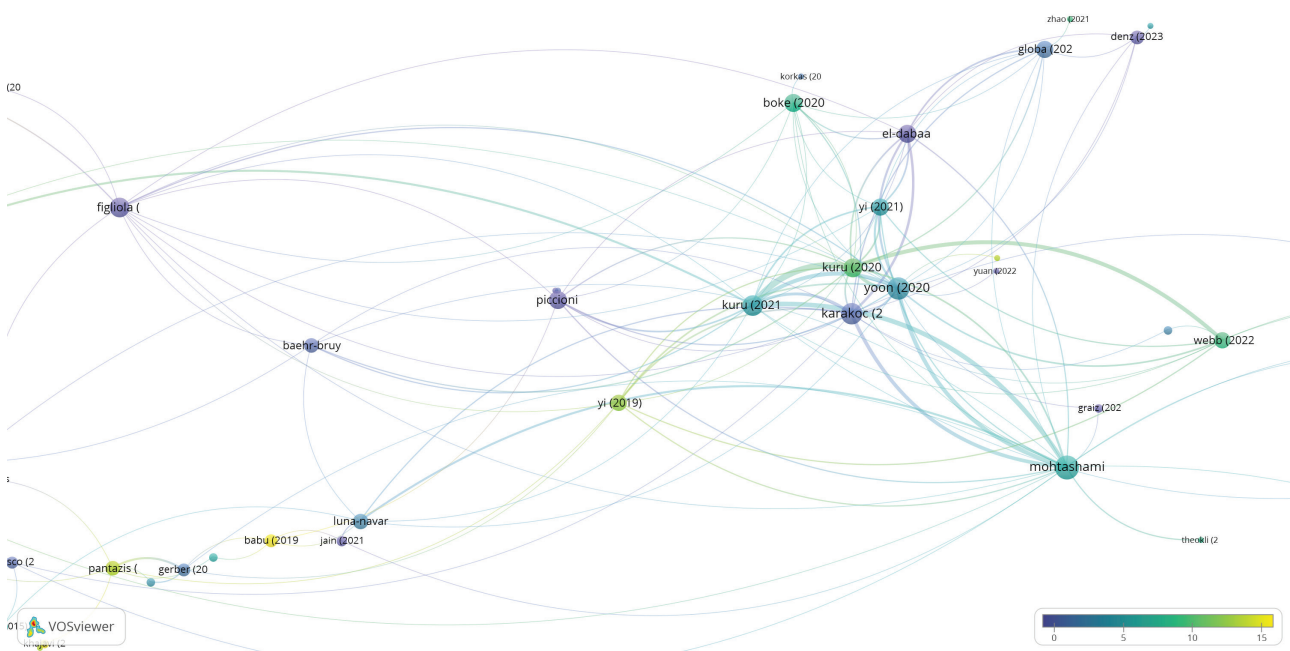 zhao (2021
denz (2023
globa (202
korkas (20
(20
boke (2020
el-dabaa
figliola (
yi (2021)
kuru (2020
yuan (2022
yoon (2020
piccioni
kuru (2021
karakoc (2
webb (2022
baehr-bruy
yi (2019)
graiz (202
mohtashami
luna-navar
babu (2019
jain (2021
sco (2
pantazis (
gerber (20
VOSviewer
0
5
10
15